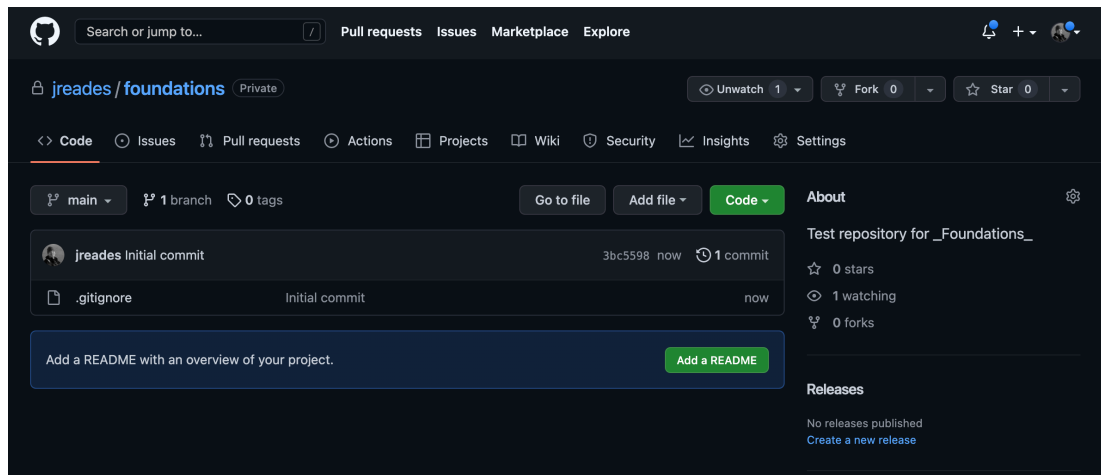 Search or jump to... /
Pull requests Issues Marketplace Explore
jreades / foundations Private
Unwatch 1 Fork 0 Star 0
Code Issues Pull requests Actions Projects Wiki Security Insights Settings
main 1 branch 0 tags Go to file Add file Code
jreades Initial commit 3bc5598 now 1 commit
.gitignore Initial commit now
Add a README with an overview of your project. Add a README
About
Test repository for _Foundations_
0 stars
1 watching
0 forks
Releases
No releases published
Create a new release